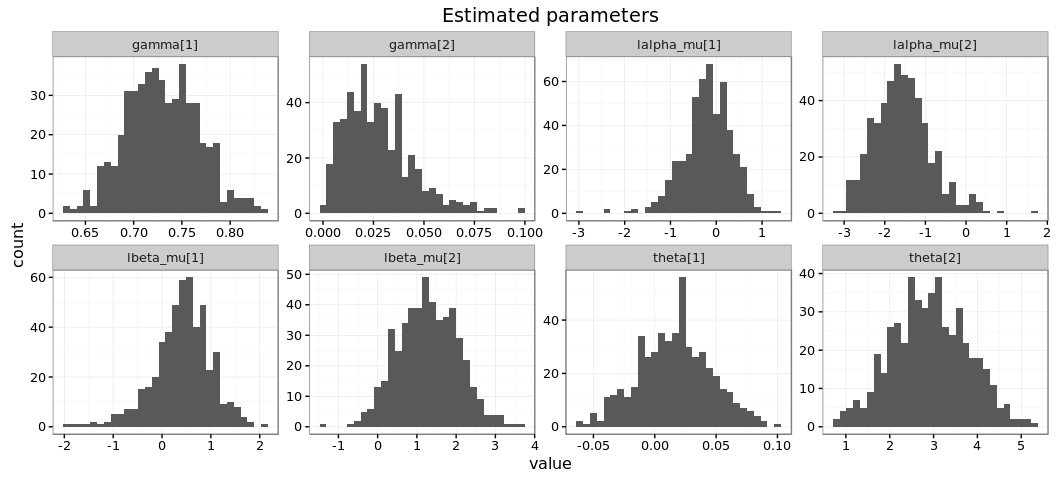 Estimated parameters
gamma[1] gamma[2] lalpha_mu[1] lalpha_mu[2]
30
20
10
0
0.65 0.70 0.75 0.80
40
20
0
0.000 0.025 0.050 0.075 0.100
60
40
20
0
-3 -2 -1 0 1
40
20
0
-3 -2 -1 0 1 2
count
lbeta_mu[1] lbeta_mu[2] theta[1] theta[2]
60
40
20
0
-2 -1 0 1 2
50
40
30
20
10
0
-1 0 1 2 3 4
40
20
0
-0.05 0.00 0.05 0.10
40
30
20
10
0
1 2 3 4 5
value